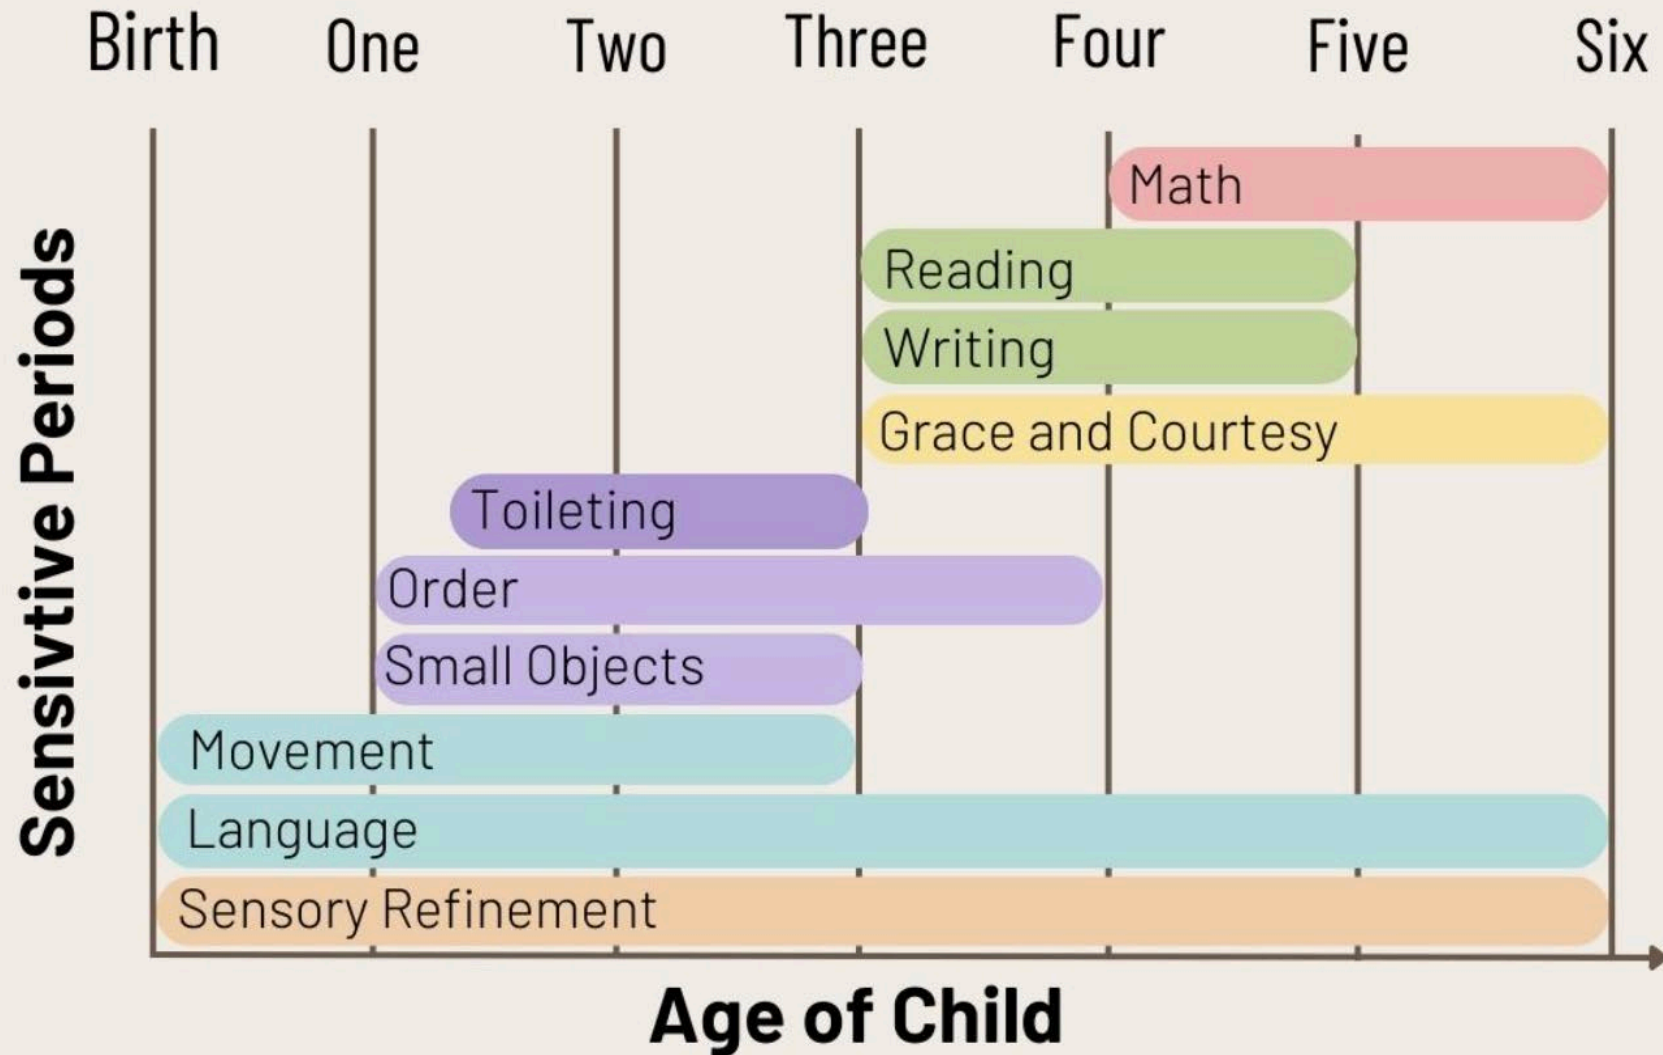 Birth One Two Three Four Five Six
Sensivtive Periods
Math
Reading
Writing
Grace and Courtesy
Toileting
Order
Small Objects
Movement
Language
Sensory Refinement
Age of Child